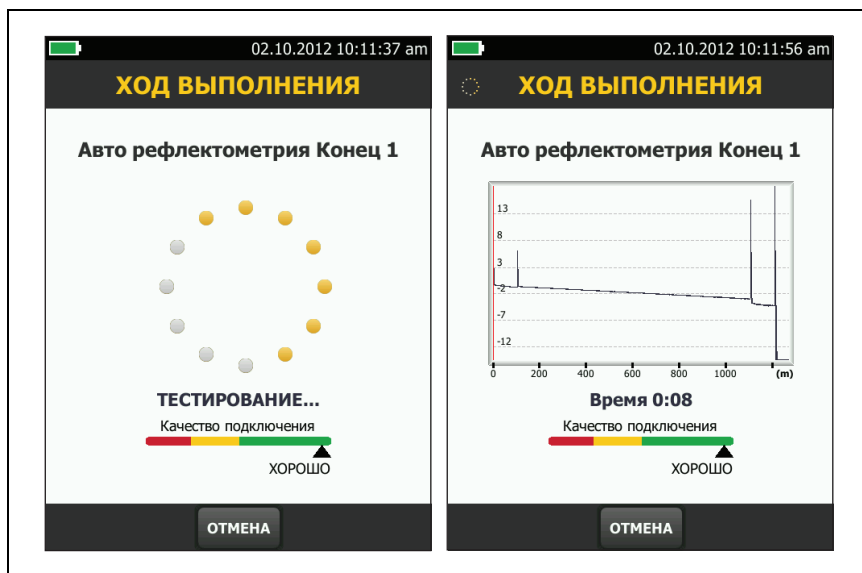 02.10.2012 10:11:37 am
ХОД ВЫПОЛНЕНИЯ
Авто рефлектометрия Конец 1
ТЕСТИРОВАНИЕ...
Качество подключения
ХОРОШО
ОТМЕНА
02.10.2012 10:11:56 am
ХОД ВЫПОЛНЕНИЯ
Авто рефлектометрия Конец 1
13
8
3
-2
-7
-12
0 200 400 600 800 1000 (m)
Время 0:08
Качество подключения
ХОРОШО
ОТМЕНА